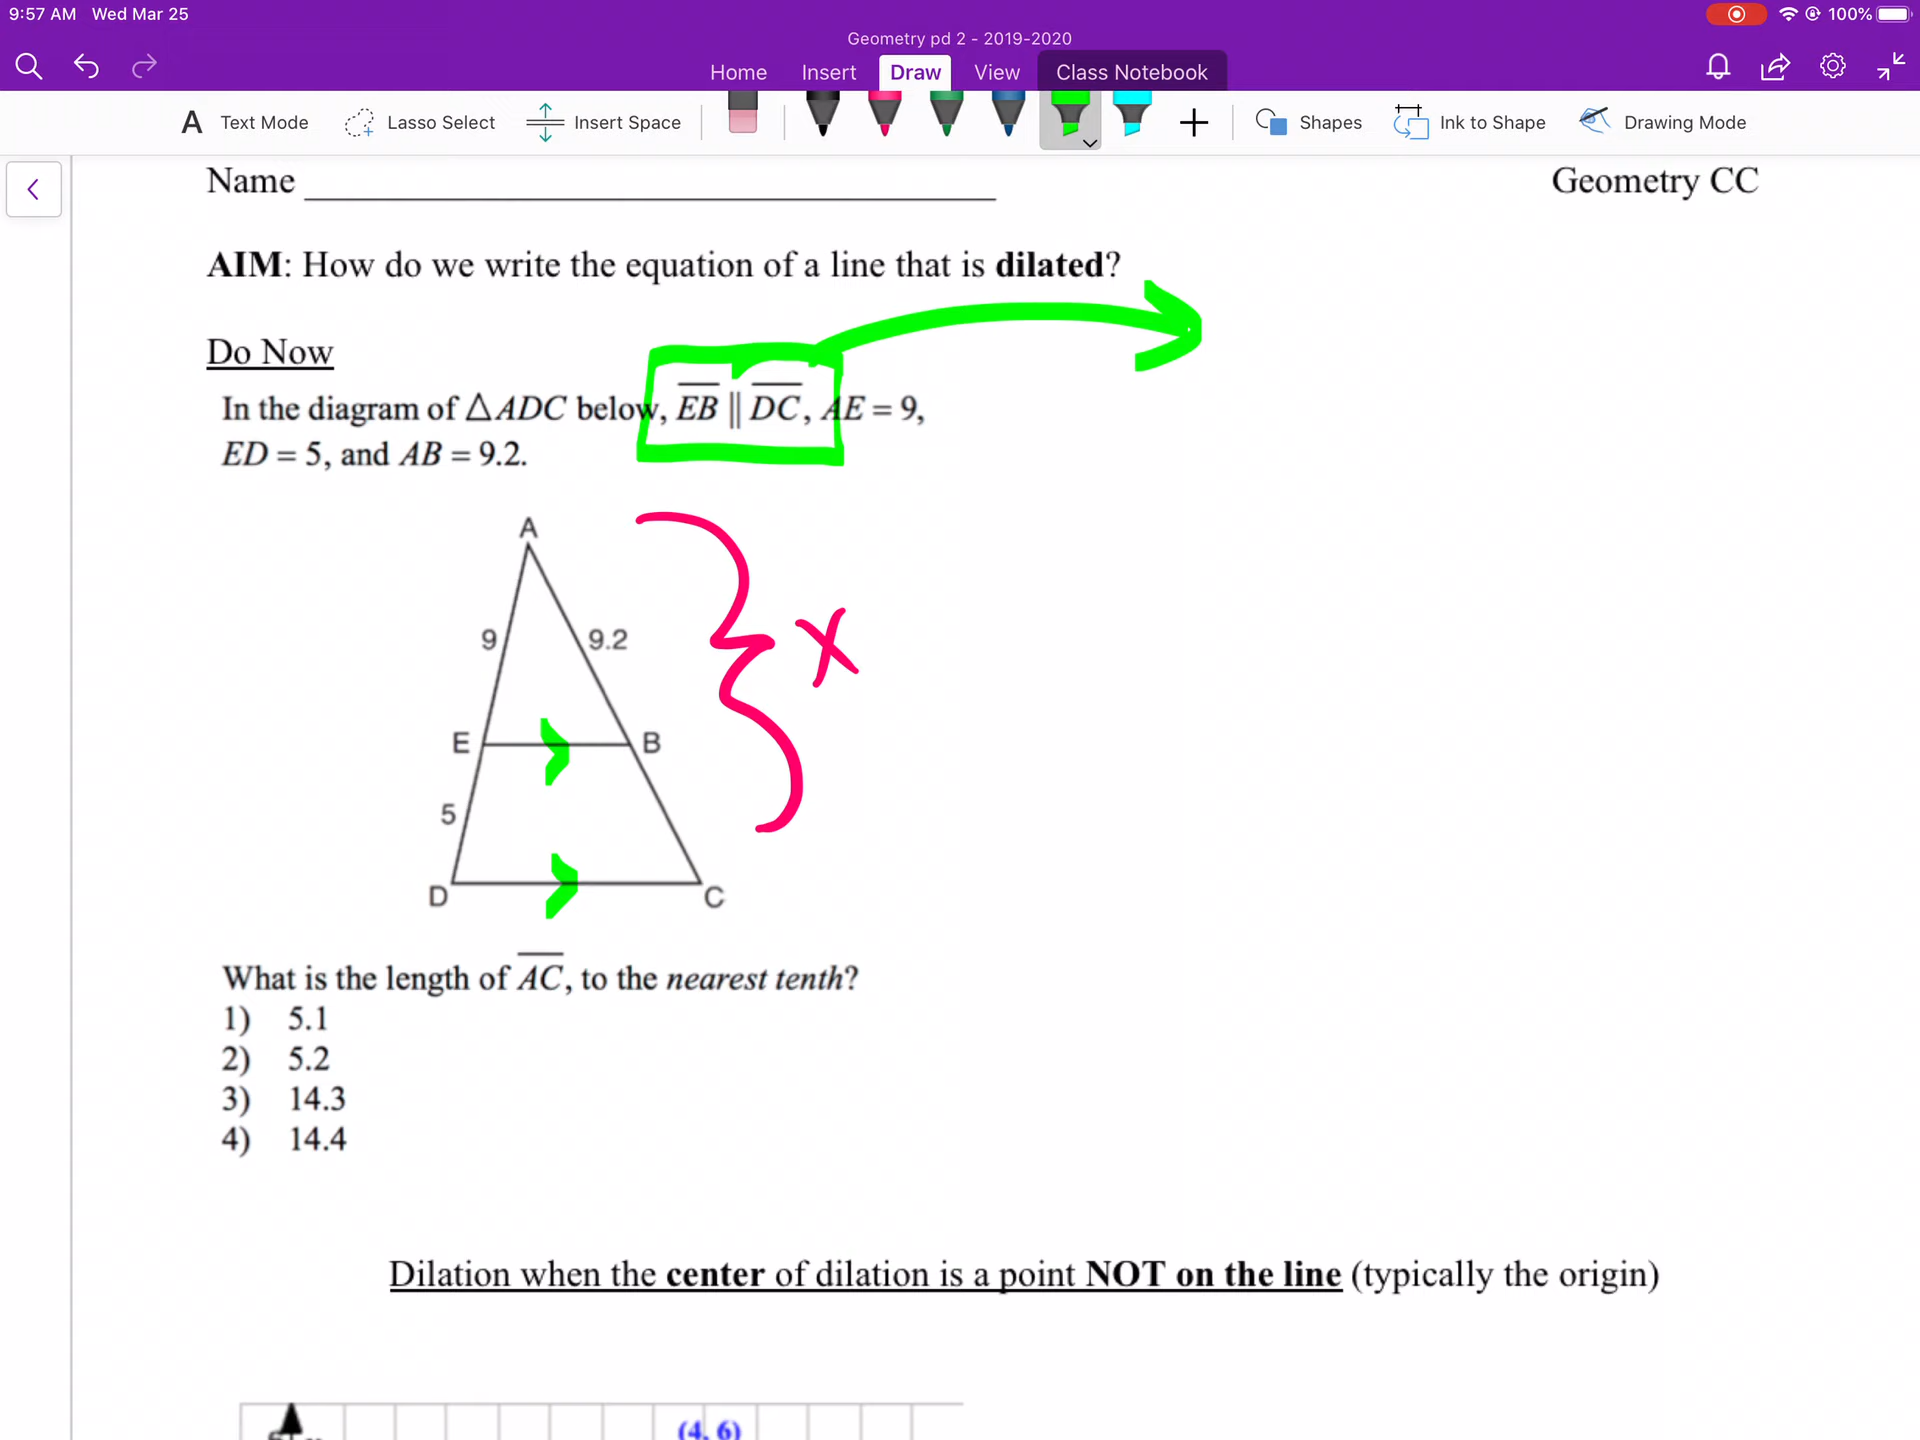 9:57 AM Wed Mar 25
100%
Geometry pd 2 - 2019-2020
Home Insert Draw View Class Notebook
A Text Mode Lasso Select Insert Space Shapes Ink to Shape Drawing Mode
Name
Geometry CC
AIM: How do we write the equation of a line that is dilated?
Do Now
In the diagram of △ADC below, EB || DC, AE = 9,
ED = 5, and AB = 9.2.
A
9 9.2
X
E B
5
D C
What is the length of AC, to the nearest tenth?
1) 5.1
2) 5.2
3) 14.3
4) 14.4
Dilation when the center of dilation is a point NOT on the line (typically the origin)
(4, 6)